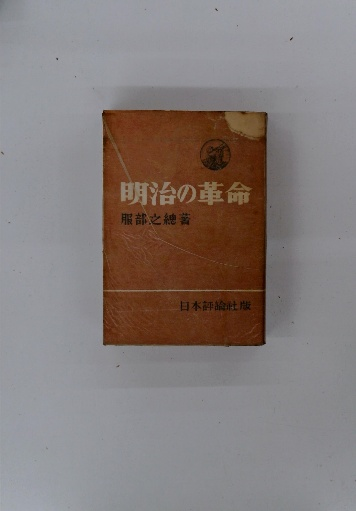 明治の革命
服部之總著
日本評論社版